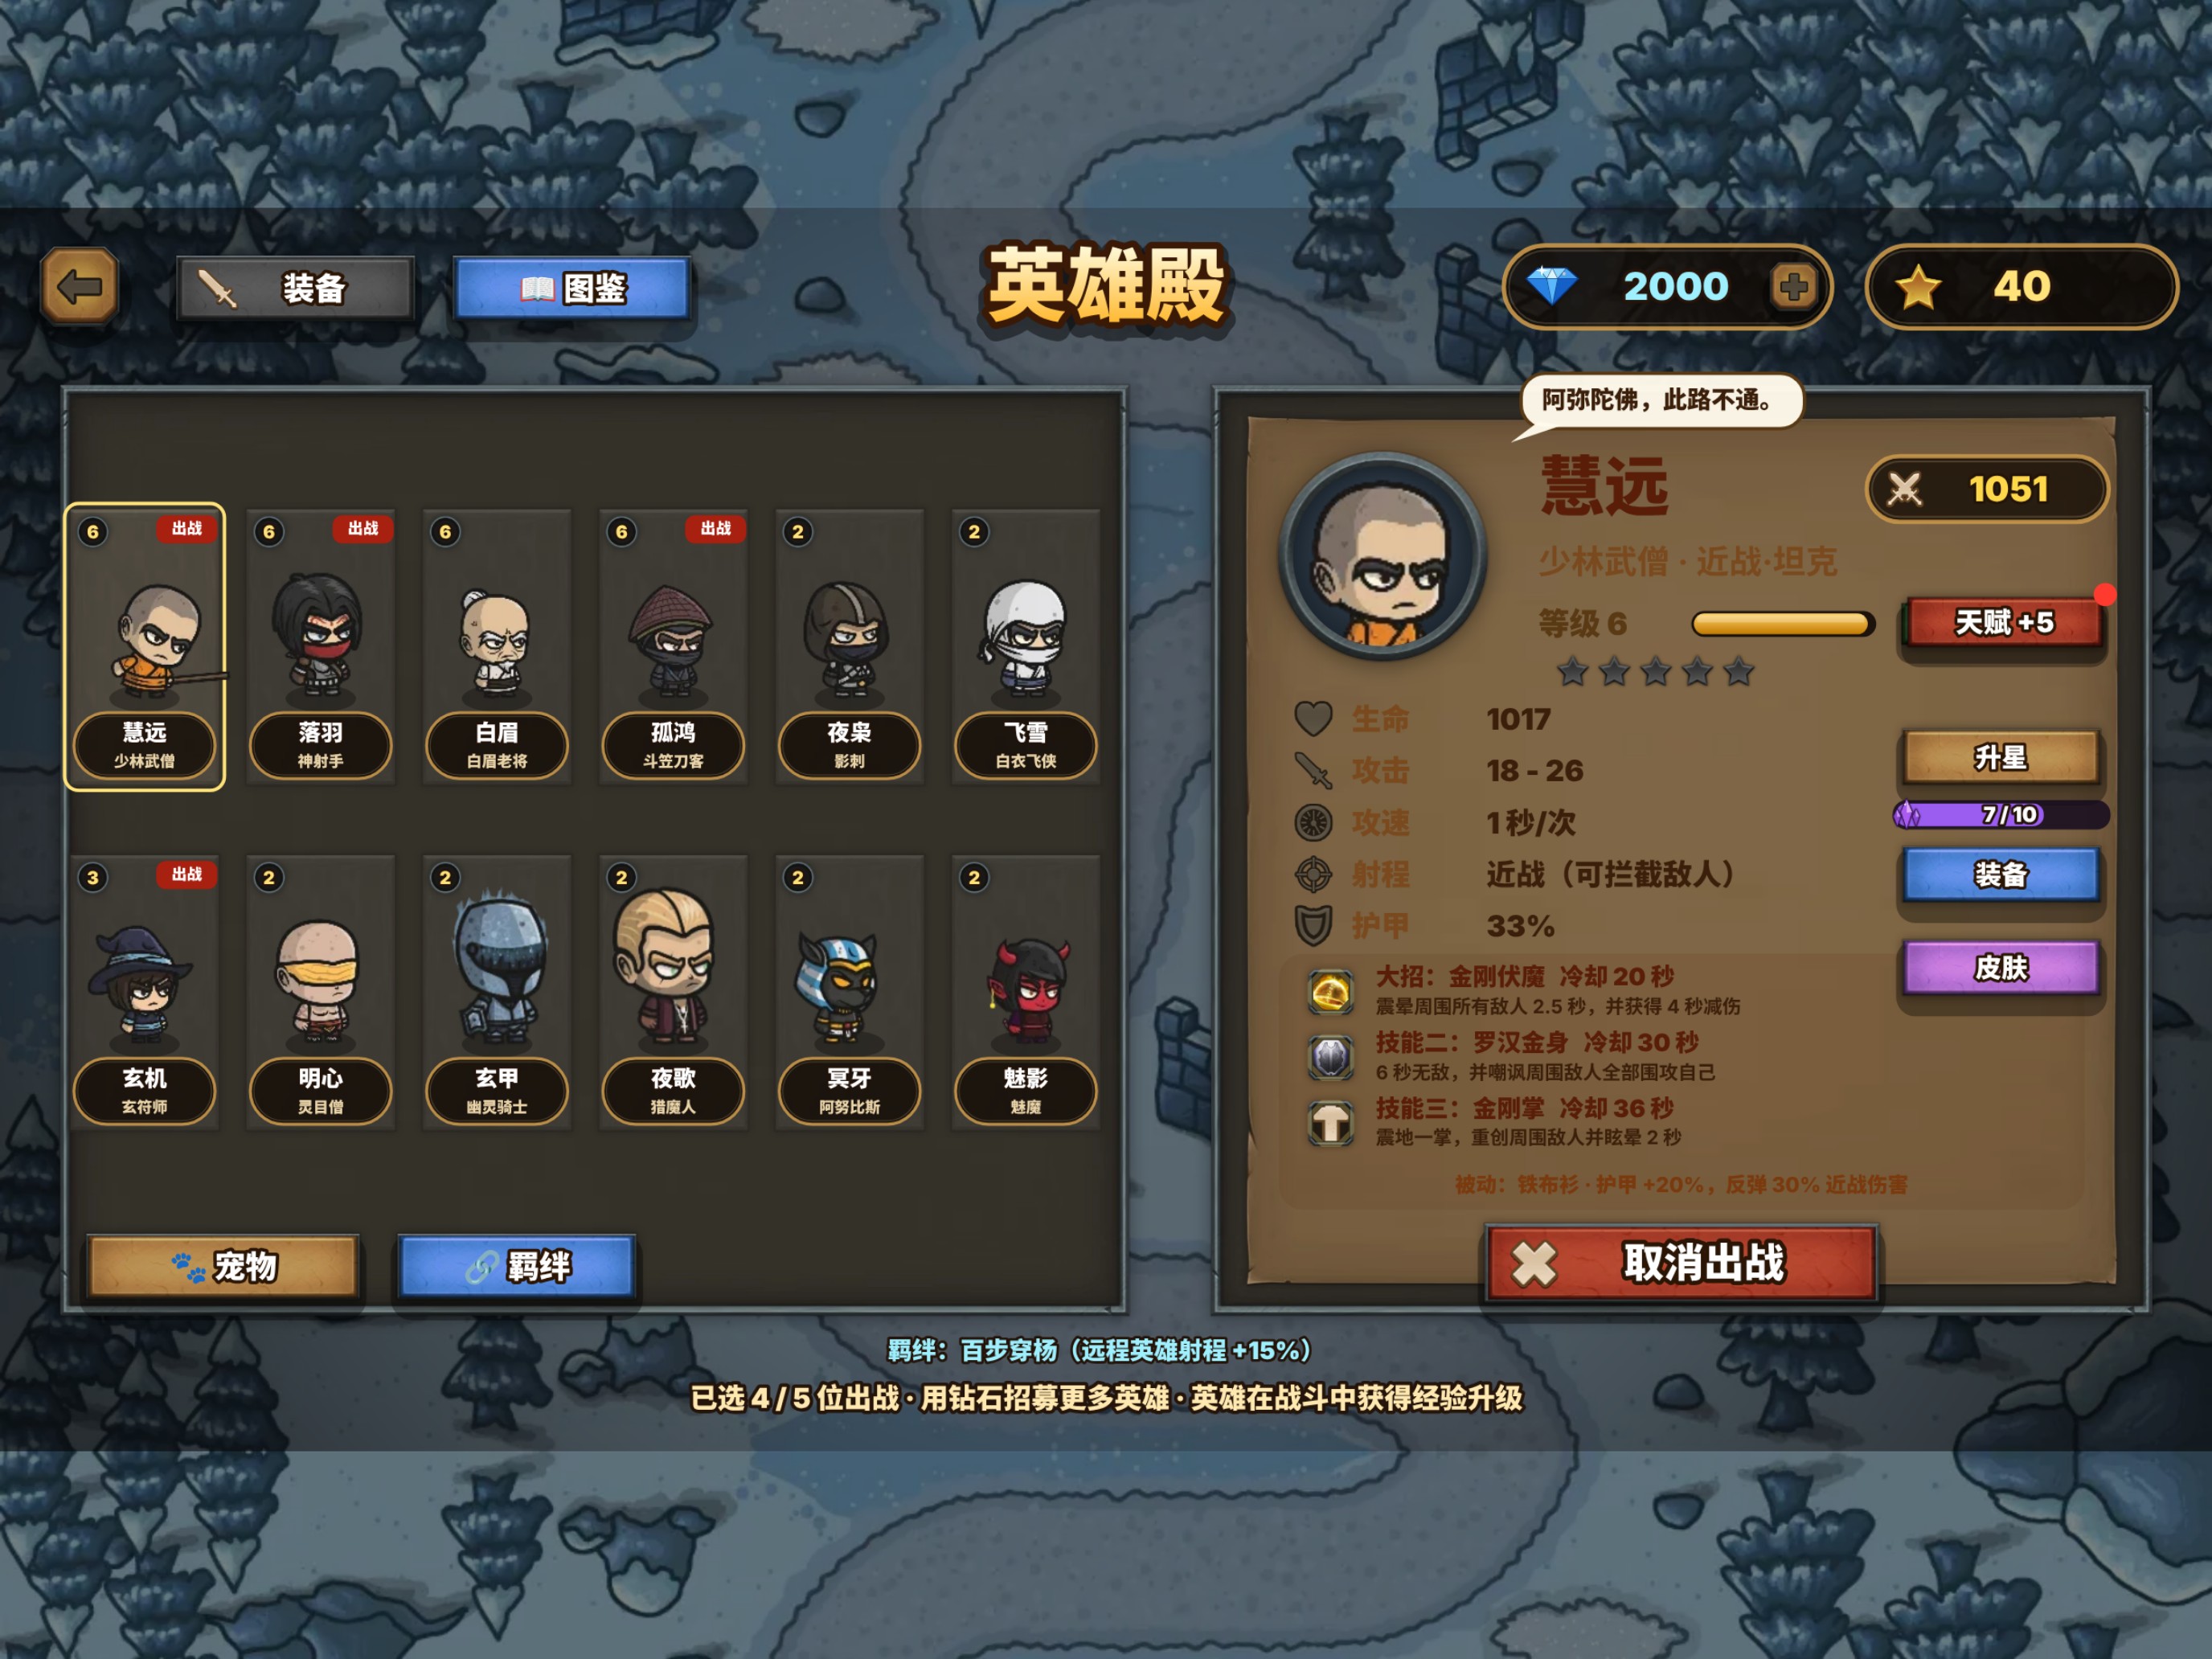 装备
图鉴
英雄殿
2000
40
阿弥陀佛，此路不通。
6 出战
慧远
少林武僧
6 出战
落羽
神射手
6
白眉
白眉老将
6 出战
孤鸿
斗笠刀客
2
夜枭
影刺
2
飞雪
白衣飞侠
3 出战
玄机
玄符师
2
明心
灵目僧
2
玄甲
幽灵骑士
2
夜歌
猎魔人
2
冥牙
阿努比斯
2
魅影
魅魔
宠物
羁绊
慧远
1051
少林武僧 · 近战·坦克
等级 6
天赋 +5
生命 1017
攻击 18 - 26
攻速 1 秒/次
射程 近战（可拦截敌人）
护甲 33%
升星
7/10
装备
皮肤
大招：金刚伏魔 冷却 20 秒
震晕周围所有敌人 2.5 秒，并获得 4 秒减伤
技能二：罗汉金身 冷却 30 秒
6 秒无敌，并嘲讽周围敌人全部围攻自己
技能三：金刚掌 冷却 36 秒
震地一掌，重创周围敌人并眩晕 2 秒
被动：铁布衫 · 护甲 +20%，反弹 30% 近战伤害
取消出战
羁绊：百步穿杨（远程英雄射程 +15%）
已选 4 / 5 位出战 · 用钻石招募更多英雄 · 英雄在战斗中获得经验升级